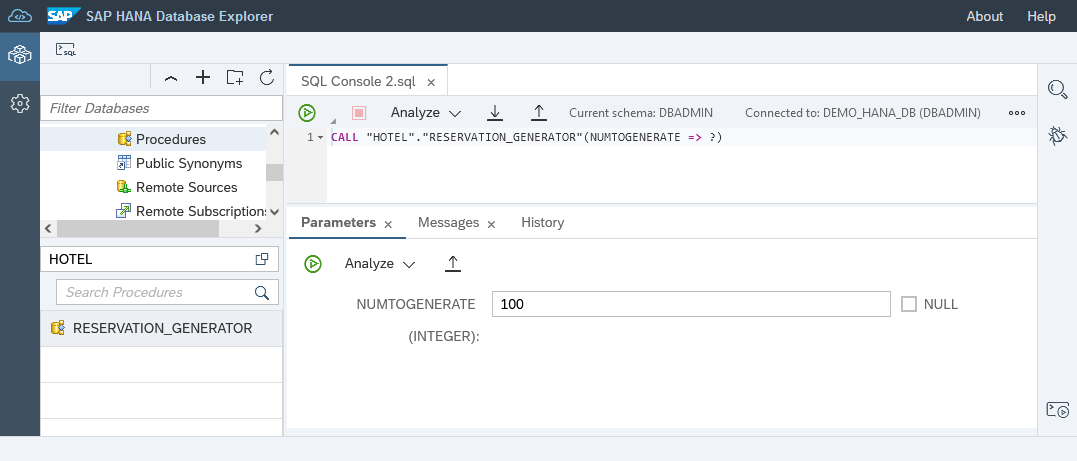 SAP SAP HANA Database Explorer About Help
SQL
SQL Console 2.sql ×
Filter Databases
Analyze Current schema: DBADMIN Connected to: DEMO_HANA_DB (DBADMIN)
1 CALL "HOTEL"."RESERVATION_GENERATOR"(NUMTOGENERATE => ?)
Procedures
Public Synonyms
Remote Sources
Remote Subscriptions
Parameters × Messages × History
HOTEL
Analyze
Search Procedures
NUMTOGENERATE 100 NULL
(INTEGER):
RESERVATION_GENERATOR